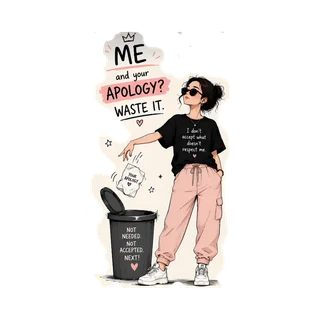 ME
and your
APOLOGY?
WASTE IT.
I don't
accept what
doesn't
respect me.
YOUR
APOLOGY
NOT
NEEDED.
NOT
ACCEPTED.
NEXT!